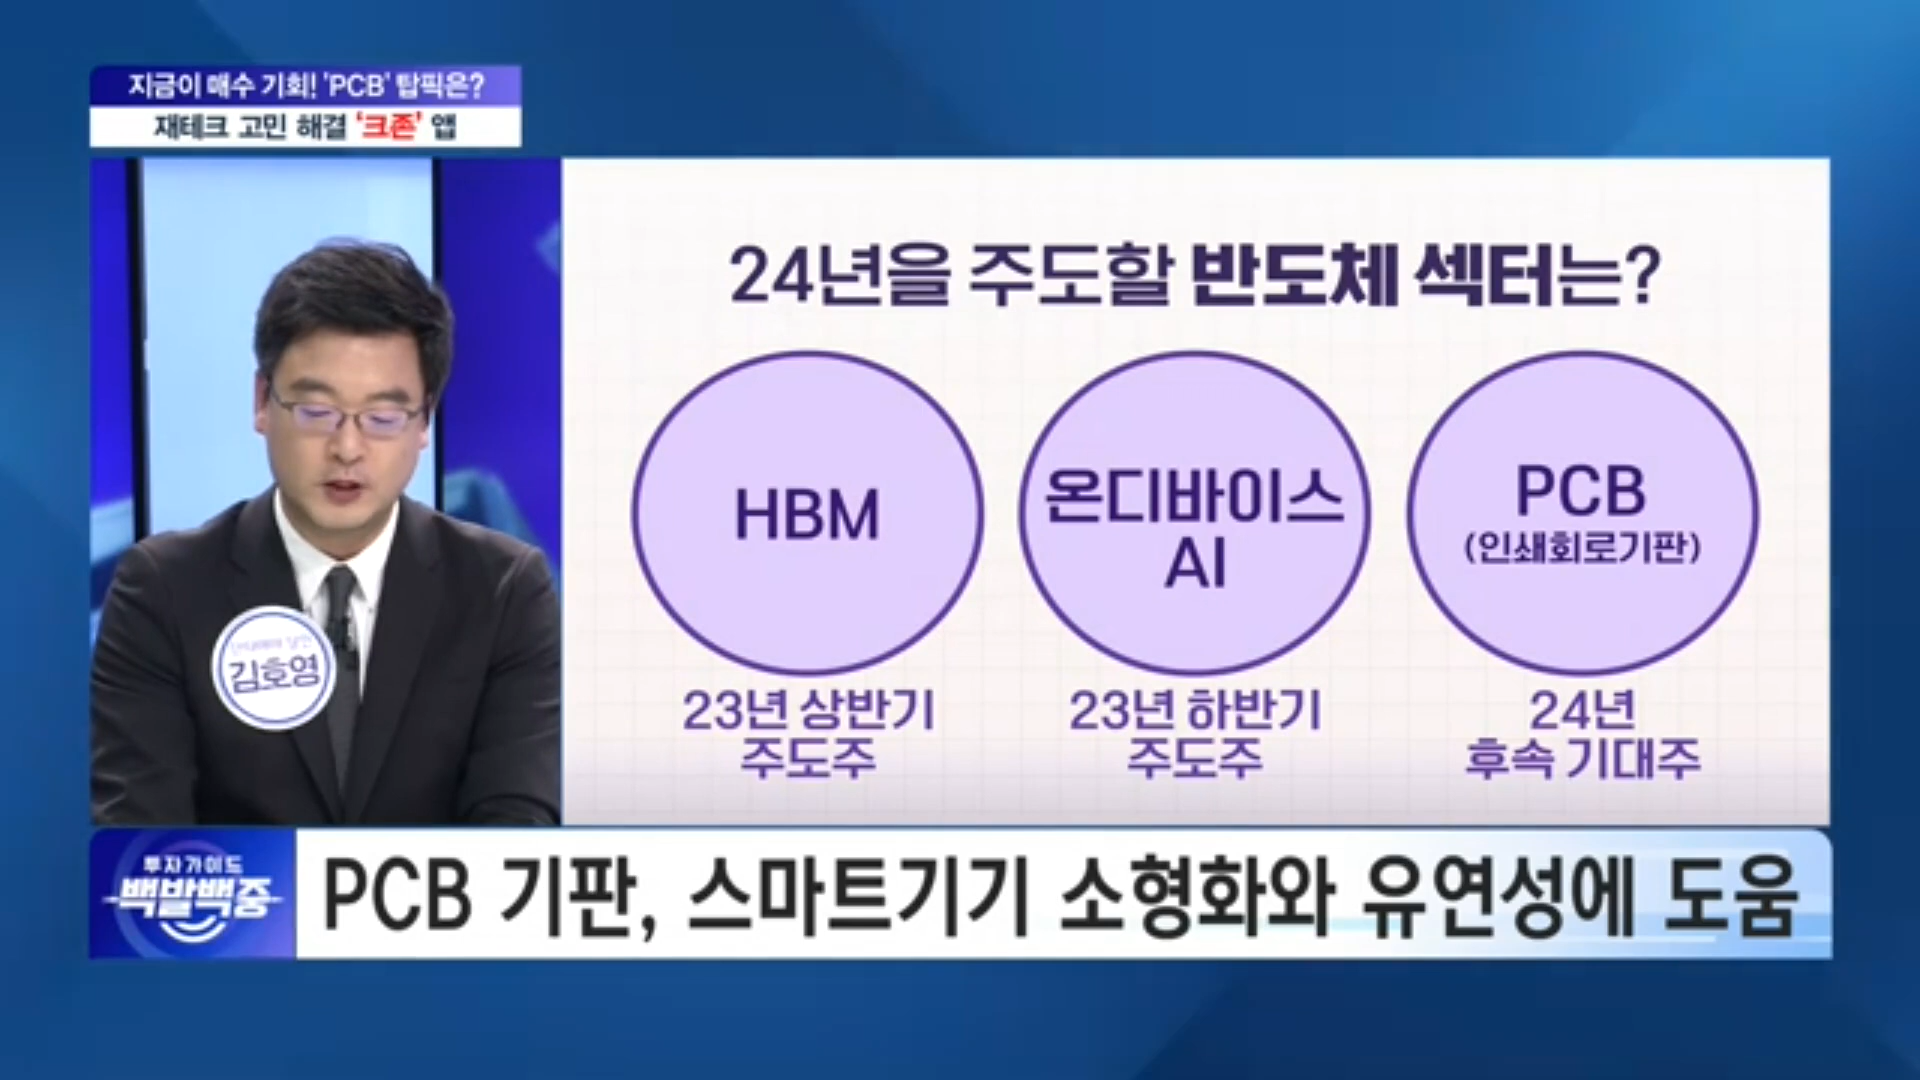 지금이 매수 기회! 'PCB' 탑픽은?
재테크 고민 해결 '크존' 앱
24년을 주도할 반도체 섹터는?
HBM
23년 상반기
주도주
온디바이스
AI
23년 하반기
주도주
PCB
(인쇄회로기판)
24년
후속 기대주
김호영
투자가이드
백발백중
PCB 기판, 스마트기기 소형화와 유연성에 도움